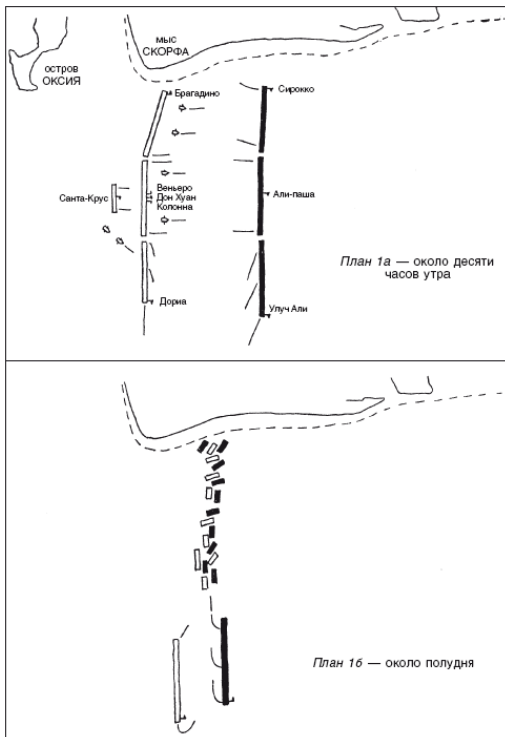 остров
ОКСИЯ
мыс
СКОРФА
Брагадино
Сирокко
Санта-Крус
Веньеро
Дон Хуан
Колонна
Али-паша
План 1а — около десяти
часов утра
Дориа
Улуч Али
План 1б — около полудня